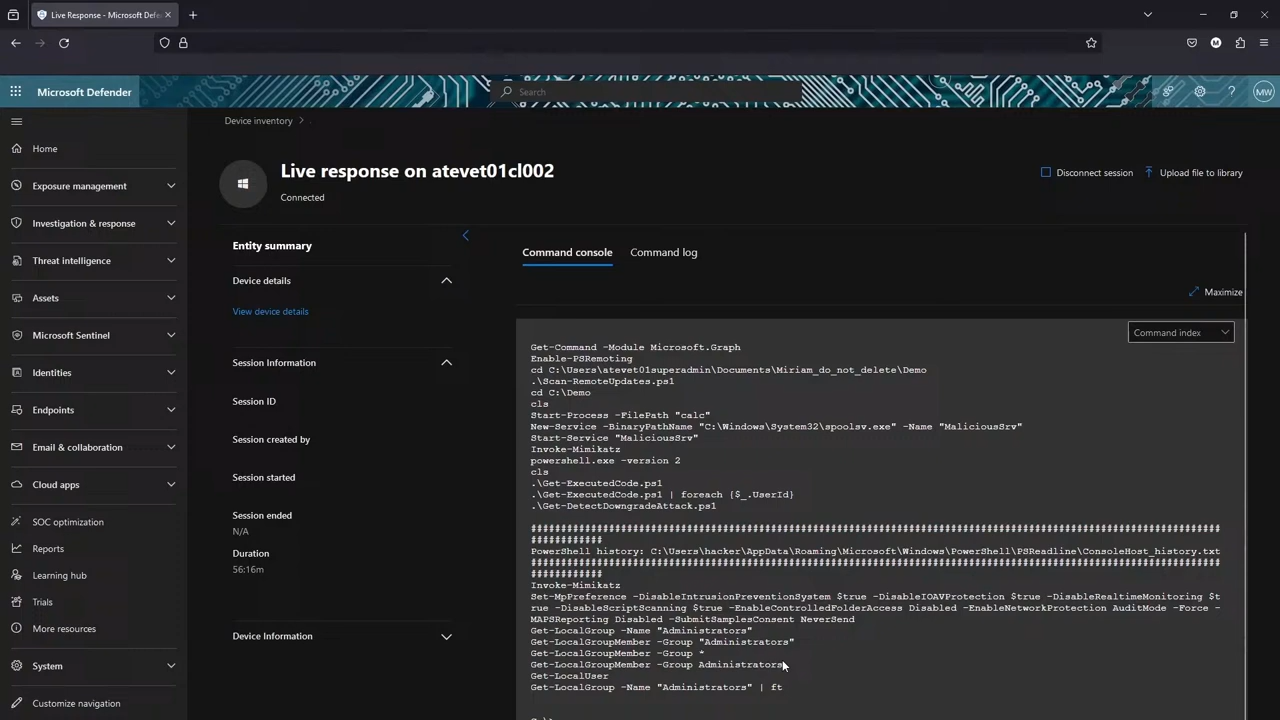 Live Response - Microsoft Defe
Microsoft Defender
Search
MW
Device inventory
Home
Exposure management
Investigation & response
Threat intelligence
Assets
Microsoft Sentinel
Identities
Endpoints
Email & collaboration
Cloud apps
SOC optimization
Reports
Learning hub
Trials
More resources
System
Customize navigation
Live response on atevet01cl002
Connected
Disconnect session
Upload file to library
Entity summary
Device details
View device details
Session Information
Session ID
Session created by
Session started
Session ended
N/A
Duration
56:16m
Device Information
Command console
Command log
Maximize
Command index
Get-Command -Module Microsoft.Graph
Enable-PSRemoting
cd C:\Users\atevet01superadmin\Documents\Miriam_do_not_delete\Demo
.\Scan-RemoteUpdates.ps1
cd C:\Demo
cls
Start-Process -FilePath "calc"
New-Service -BinaryPathName "C:\Windows\System32\spoolsv.exe" -Name "MaliciousSrv"
Start-Service "MaliciousSrv"
Invoke-Mimikatz
powershell.exe -version 2
cls
.\Get-ExecutedCode.ps1
.\Get-ExecutedCode.ps1 | foreach {$_.UserId}
.\Get-DetectDowngradeAttack.ps1
####################################################################################################################
############
PowerShell history: C:\Users\hacker\AppData\Roaming\Microsoft\Windows\PowerShell\PSReadline\ConsoleHost_history.txt
####################################################################################################################
############
Invoke-Mimikatz
Set-MpPreference -DisableIntrusionPreventionSystem $true -DisableIOAVProtection $true -DisableRealtimeMonitoring $t
rue -DisableScriptScanning $true -EnableControlledFolderAccess Disabled -EnableNetworkProtection AuditMode -Force -
MAPSReporting Disabled -SubmitSamplesConsent NeverSend
Get-LocalGroup -Name "Administrators"
Get-LocalGroupMember -Group "Administrators"
Get-LocalGroupMember -Group *
Get-LocalGroupMember -Group Administrators
Get-LocalUser
Get-LocalGroup -Name "Administrators" | ft